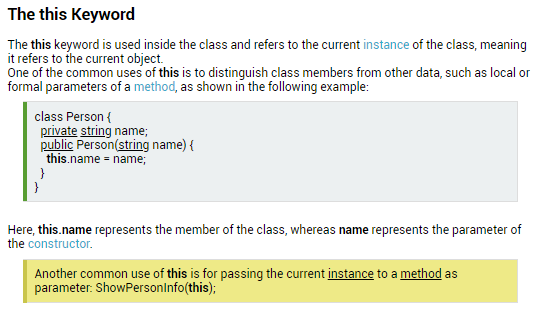 The this Keyword
The this keyword is used inside the class and refers to the current instance of the class, meaning
it refers to the current object.
One of the common uses of this is to distinguish class members from other data, such as local or
formal parameters of a method, as shown in the following example:
class Person {
private string name;
public Person(string name) {
this.name = name;
}
}
Here, this.name represents the member of the class, whereas name represents the parameter of
the constructor.
Another common use of this is for passing the current instance to a method as
parameter: ShowPersonInfo(this);